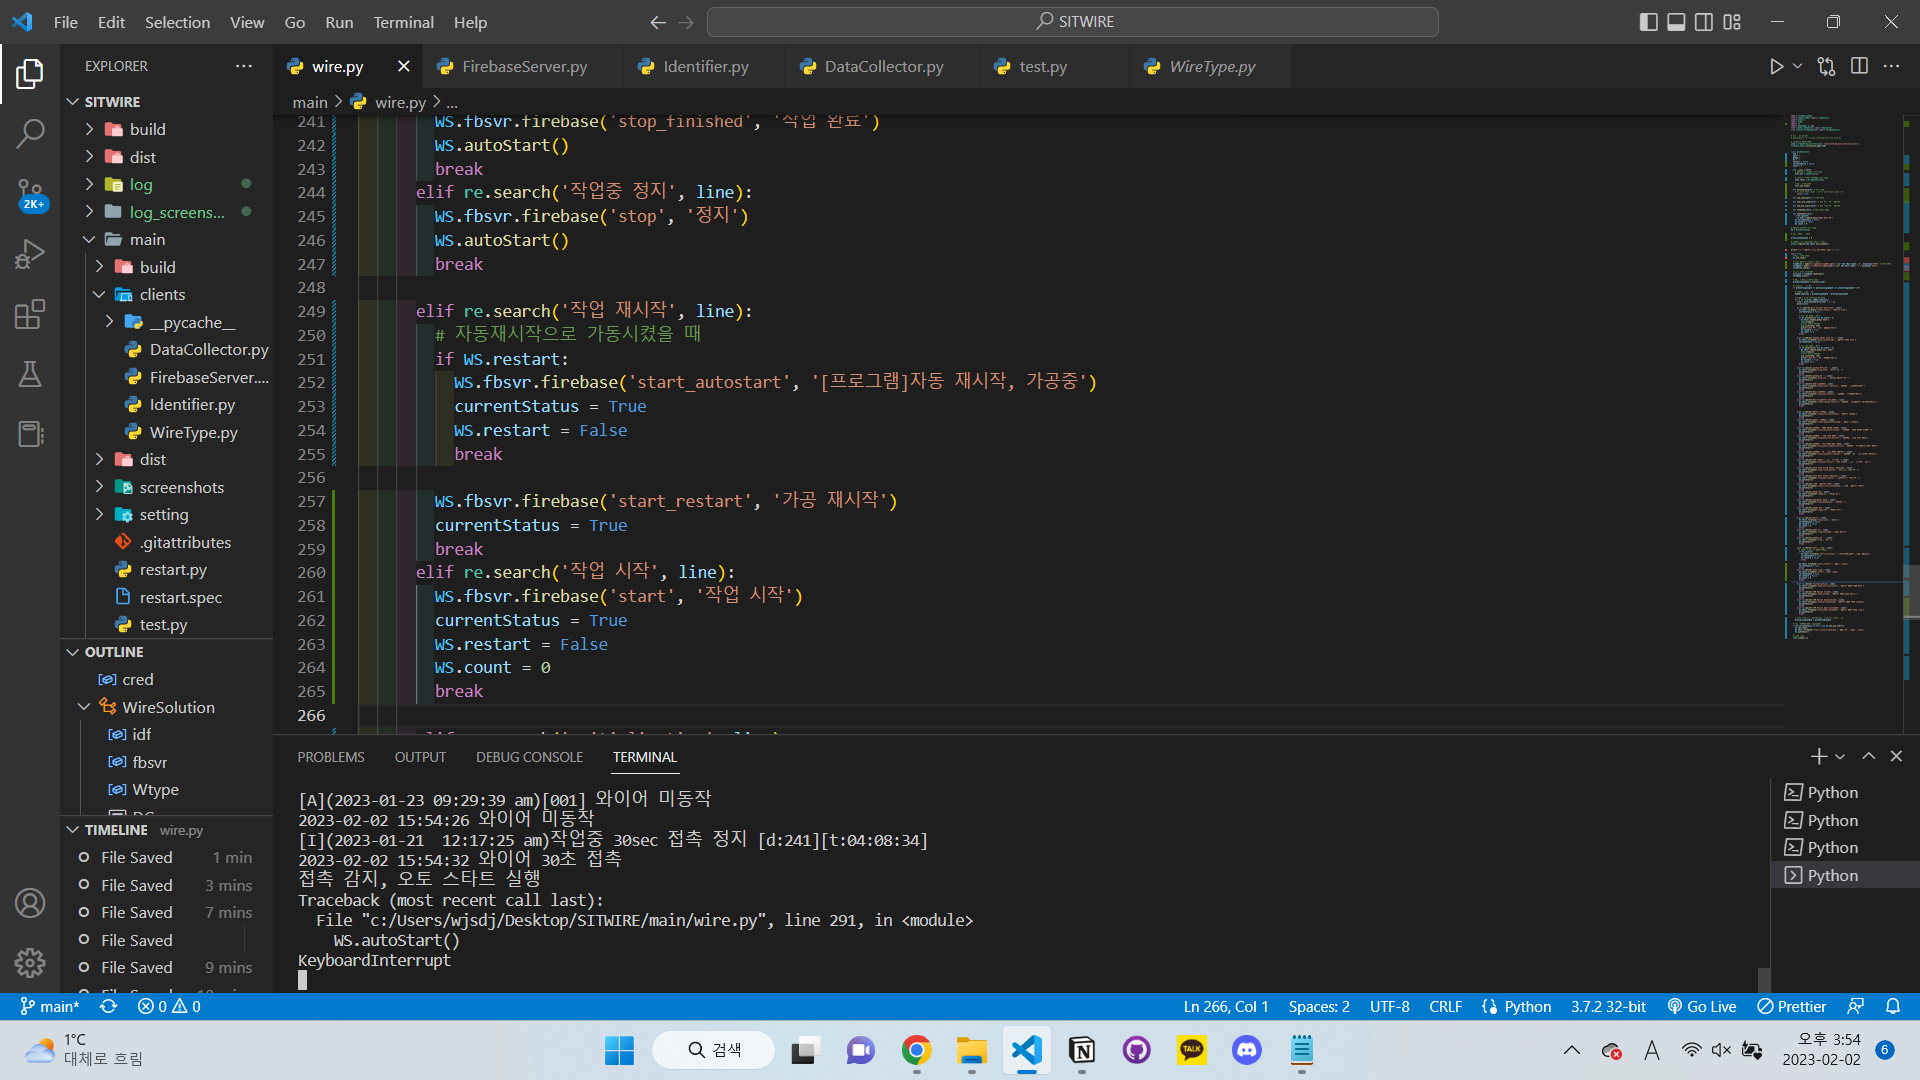 File Edit Selection View Go Run Terminal Help
SITWIRE
EXPLORER
SITWIRE
build
dist
log
log_screens...
2K+
main
build
clients
__pycache__
DataCollector.py
FirebaseServer....
Identifier.py
WireType.py
dist
screenshots
setting
.gitattributes
restart.py
restart.spec
test.py
OUTLINE
cred
WireSolution
idf
fbsvr
Wtype
TIMELINE wire.py
File Saved 1 min
File Saved 3 mins
File Saved 7 mins
File Saved
File Saved 9 mins
wire.py FirebaseServer.py Identifier.py DataCollector.py test.py WireType.py
main > wire.py > ...
241 WS.fbsvr.firebase('stop_finished', '작업 완료')
242 WS.autoStart()
243 break
244 elif re.search('작업중 정지', line):
245 WS.fbsvr.firebase('stop', '정지')
246 WS.autoStart()
247 break
248
249 elif re.search('작업 재시작', line):
250 # 자동재시작으로 가동시켰을 때
251 if WS.restart:
252 WS.fbsvr.firebase('start_autostart', '[프로그램]자동 재시작, 가공중')
253 currentStatus = True
254 WS.restart = False
255 break
256
257 WS.fbsvr.firebase('start_restart', '가공 재시작')
258 currentStatus = True
259 break
260 elif re.search('작업 시작', line):
261 WS.fbsvr.firebase('start', '작업 시작')
262 currentStatus = True
263 WS.restart = False
264 WS.count = 0
265 break
266
PROBLEMS OUTPUT DEBUG CONSOLE TERMINAL
[A](2023-01-23 09:29:39 am)[001] 와이어 미동작
2023-02-02 15:54:26 와이어 미동작
[I](2023-01-21  12:17:25 am)작업중 30sec 접촉 정지 [d:241][t:04:08:34]
2023-02-02 15:54:32 와이어 30초 접촉
접촉 감지, 오토 스타트 실행
Traceback (most recent call last):
File "c:/Users/wjsdj/Desktop/SITWIRE/main/wire.py", line 291, in <module>
WS.autoStart()
KeyboardInterrupt
Python
Python
Python
Python
main* 0 0 Ln 266, Col 1 Spaces: 2 UTF-8 CRLF Python 3.7.2 32-bit Go Live Prettier
1°C
대체로 흐림
검색
TALK
A
오후 3:54
2023-02-02
6